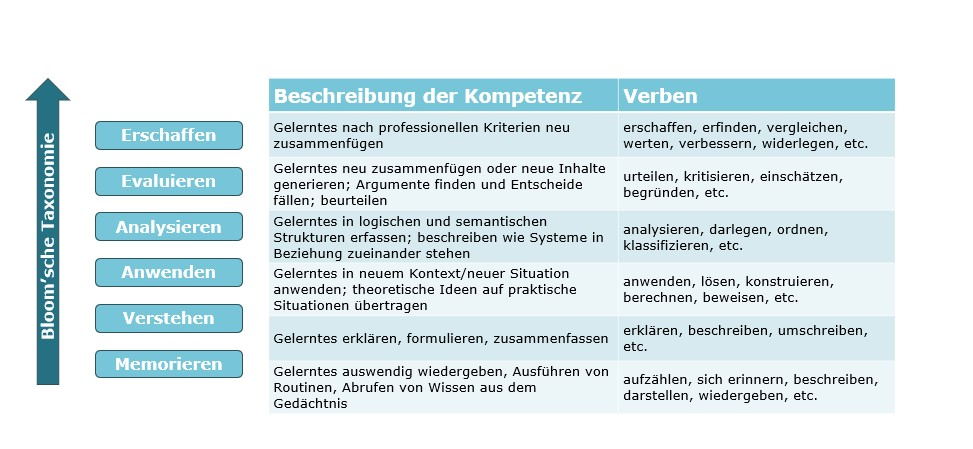 Bloom'sche Taxonomie
Beschreibung der Kompetenz
Verben
Erschaffen
Gelerntes nach professionellen Kriterien neu
zusammenfügen
erschaffen, erfinden, vergleichen,
werten, verbessern, widerlegen, etc.
Evaluieren
Gelerntes neu zusammenfügen oder neue Inhalte
generieren; Argumente finden und Entscheide
fällen; beurteilen
urteilen, kritisieren, einschätzen,
begründen, etc.
Analysieren
Gelerntes in logischen und semantischen
Strukturen erfassen; beschreiben wie Systeme in
Beziehung zueinander stehen
analysieren, darlegen, ordnen,
klassifizieren, etc.
Anwenden
Gelerntes in neuem Kontext/neuer Situation
anwenden; theoretische Ideen auf praktische
Situationen übertragen
anwenden, lösen, konstruieren,
berechnen, beweisen, etc.
Verstehen
Gelerntes erklären, formulieren, zusammenfassen
erklären, beschreiben, umschreiben,
etc.
Memorieren
Gelerntes auswendig wiedergeben, Ausführen von
Routinen, Abrufen von Wissen aus dem
Gedächtnis
aufzählen, sich erinnern, beschreiben,
darstellen, wiedergeben, etc.